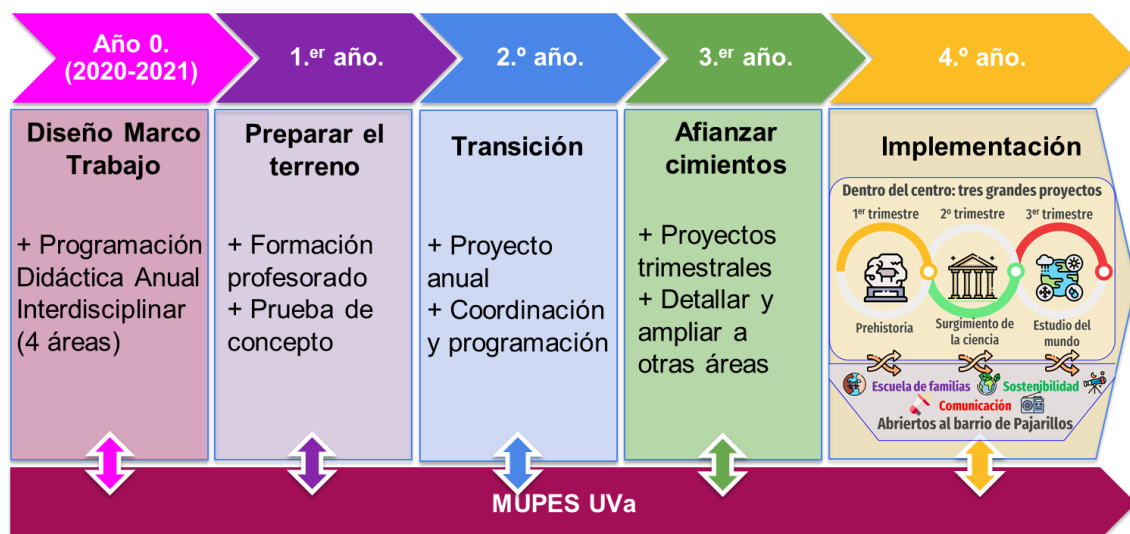 Año 0.
(2020-2021)
1.er año.
2.º año.
3.er año.
4.º año.
Diseño Marco
Trabajo
+ Programación
Didáctica Anual
Interdisciplinar
(4 áreas)
Preparar el
terreno
+ Formación
profesorado
+ Prueba de
concepto
Transición
+ Proyecto
anual
+ Coordinación
y programación
Afianzar
cimientos
+ Proyectos
trimestrales
+ Detallar y
ampliar a
otras áreas
Implementación
Dentro del centro: tres grandes proyectos
1er trimestre
2º trimestre
3er trimestre
Prehistoria
Surgimiento de
la ciencia
Estudio del
mundo
Escuela de familias
Sostenibilidad
Comunicación
Abriertos al barrio de Pajarillos
MUPES UVa